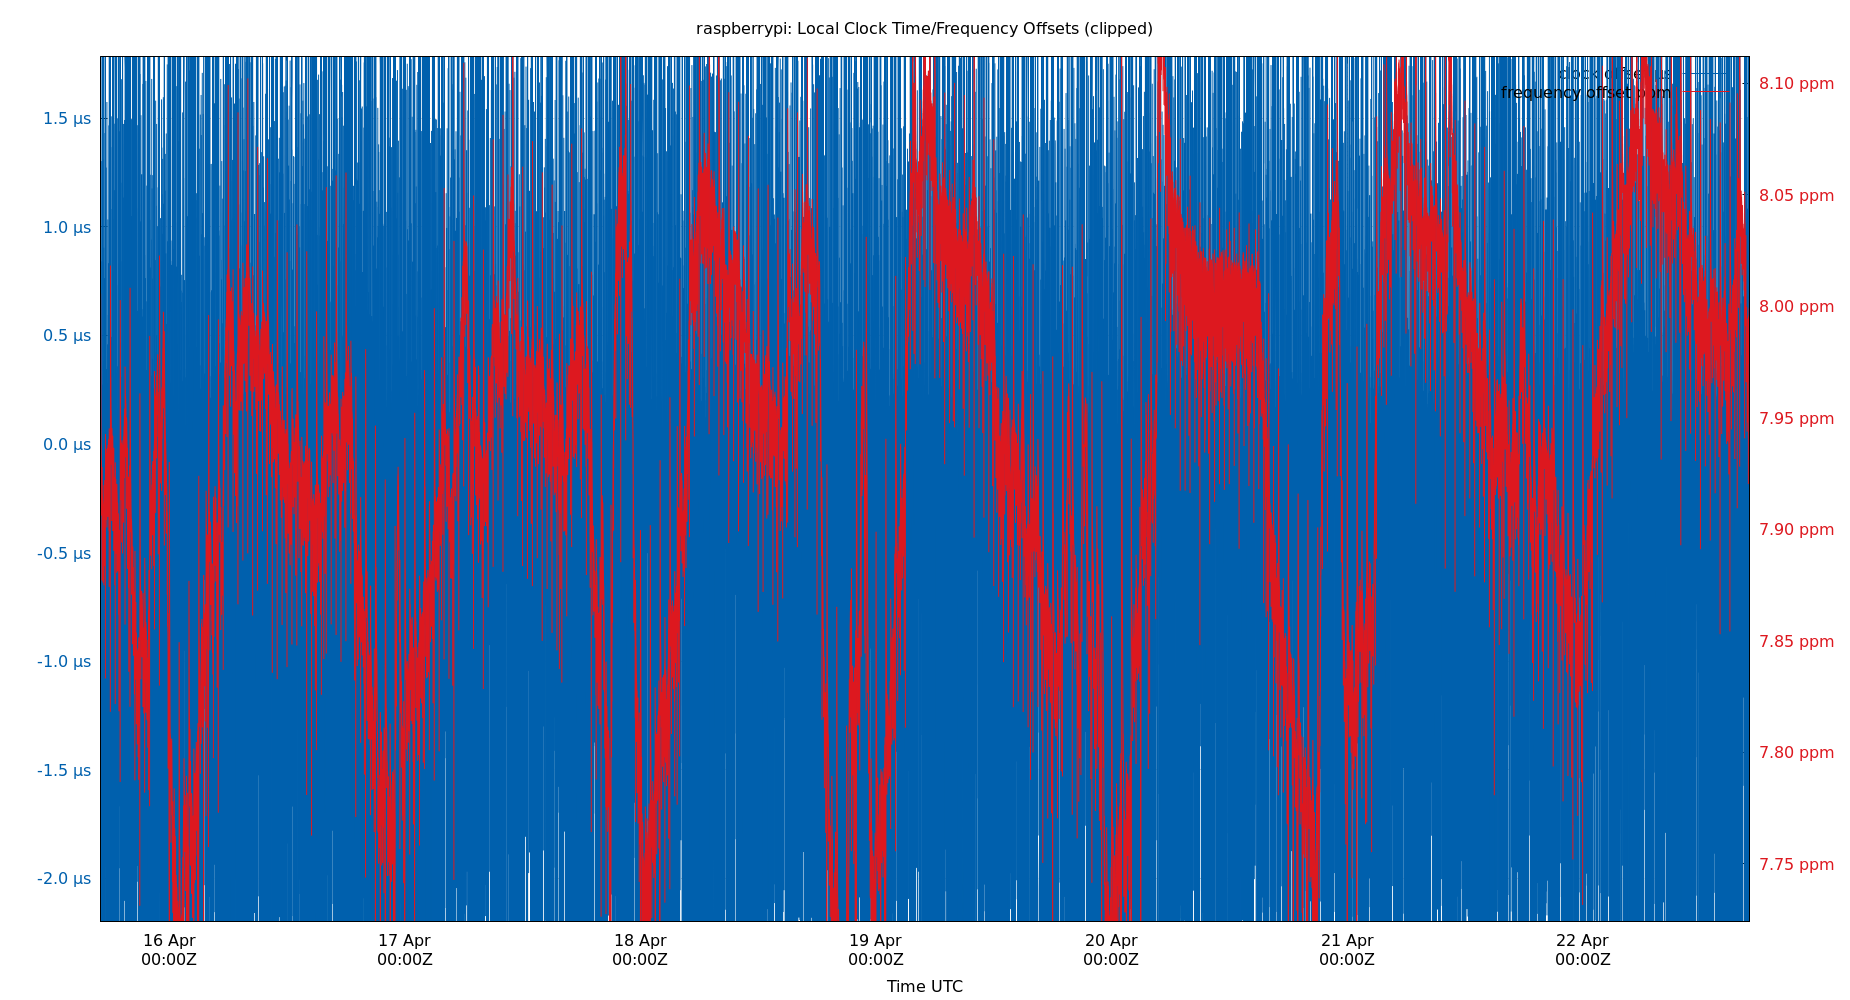 raspberrypi: Local Clock Time/Frequency Offsets (clipped)
clock offset µs
frequency offset ppm
1.5 µs
1.0 µs
0.5 µs
0.0 µs
-0.5 µs
-1.0 µs
-1.5 µs
-2.0 µs
8.10 ppm
8.05 ppm
8.00 ppm
7.95 ppm
7.90 ppm
7.85 ppm
7.80 ppm
7.75 ppm
16 Apr
00:00Z
17 Apr
00:00Z
18 Apr
00:00Z
19 Apr
00:00Z
20 Apr
00:00Z
21 Apr
00:00Z
22 Apr
00:00Z
Time UTC